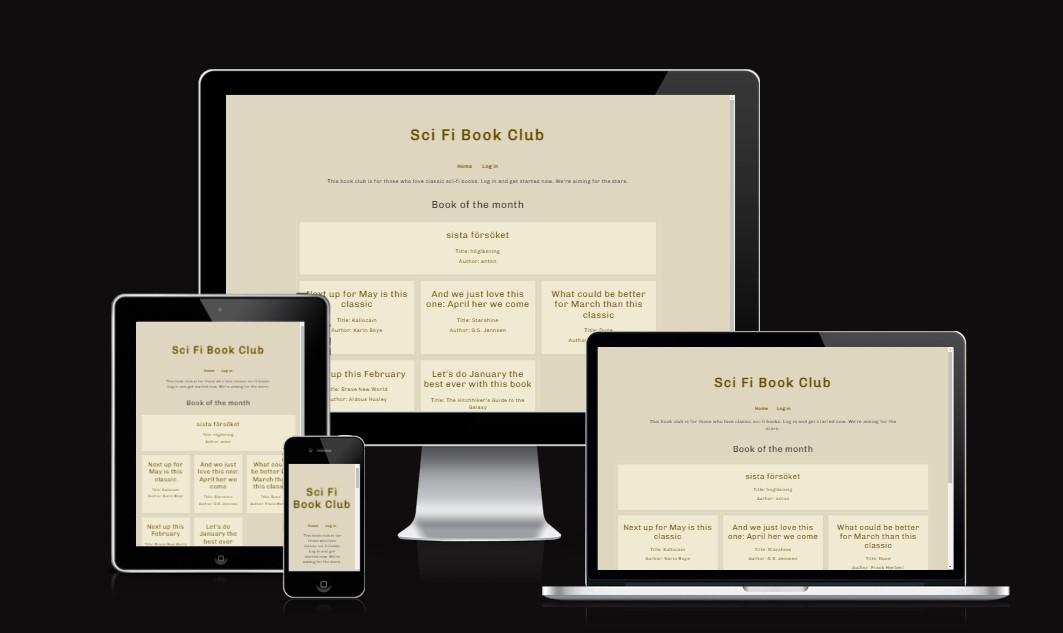 Sci Fi Book Club
Home Log in
This book club is for those who love classic sci-fi books. Log in and get started now. We're aiming for the stars.
Book of the month
sista försöket
Title: högläsning
Author: anton
Next up for May is this
classic
Title: Kallocain
Author: Karin Boye
And we just love this
one: April her we come
Title: Starshine
Author: G.S. Jennsen
What could be better
for March than this
classic
Title: Dune
up this February
Title: Brave New World
Author: Aldous Huxley
Let's do January the
best ever with this book
Title: The Hitchhiker's Guide to the
Galaxy
Sci Fi Book Club
Home Log in
This book club is for those who love classic sci-fi books.
Log in and get started now. We're aiming for the stars.
Book of the month
sista försöket
Title: högläsning
Author: anton
Next up for
May is this
classic
Title: Kallocain
Author: Karin Boye
And we just
love this one:
April her we
come
Title: Starshine
Author: G.S. Jennsen
What cou
be better
March th
this class
Title: Dune
Next up this
February
Title: Brave New World
Let's do
January the
best ever
Sci Fi
Book Club
Home Log in
This book club is for
those who love
classic sci-fi books.
Log in and get
started now. We're
aiming for the stars.
Sci Fi Book Club
Home Log in
This book club is for those who love classic sci-fi books. Log in and get started now. We're aiming for the
stars.
Book of the month
sista försöket
Title: högläsning
Author: anton
Next up for May is this
classic
Title: Kallocain
Author: Karin Boye
And we just love this
one: April her we come
Title: Starshine
Author: G.S. Jennsen
What could be better
for March than this
classic
Title: Dune
Author: Frank Herbert